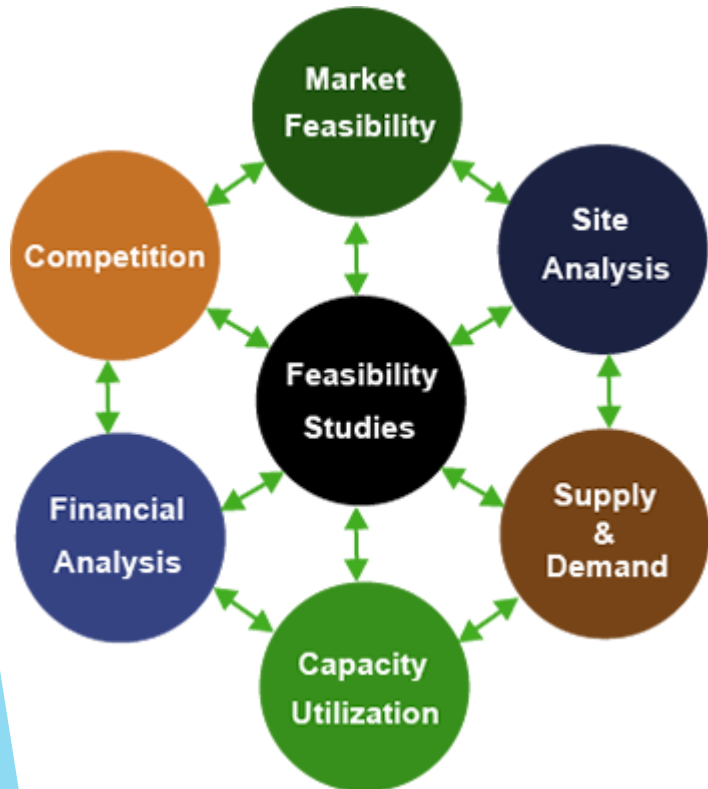 Market
Feasibility
Site
Analysis
Competition
Feasibility
Studies
Supply
&
Demand
Financial
Analysis
Capacity
Utilization